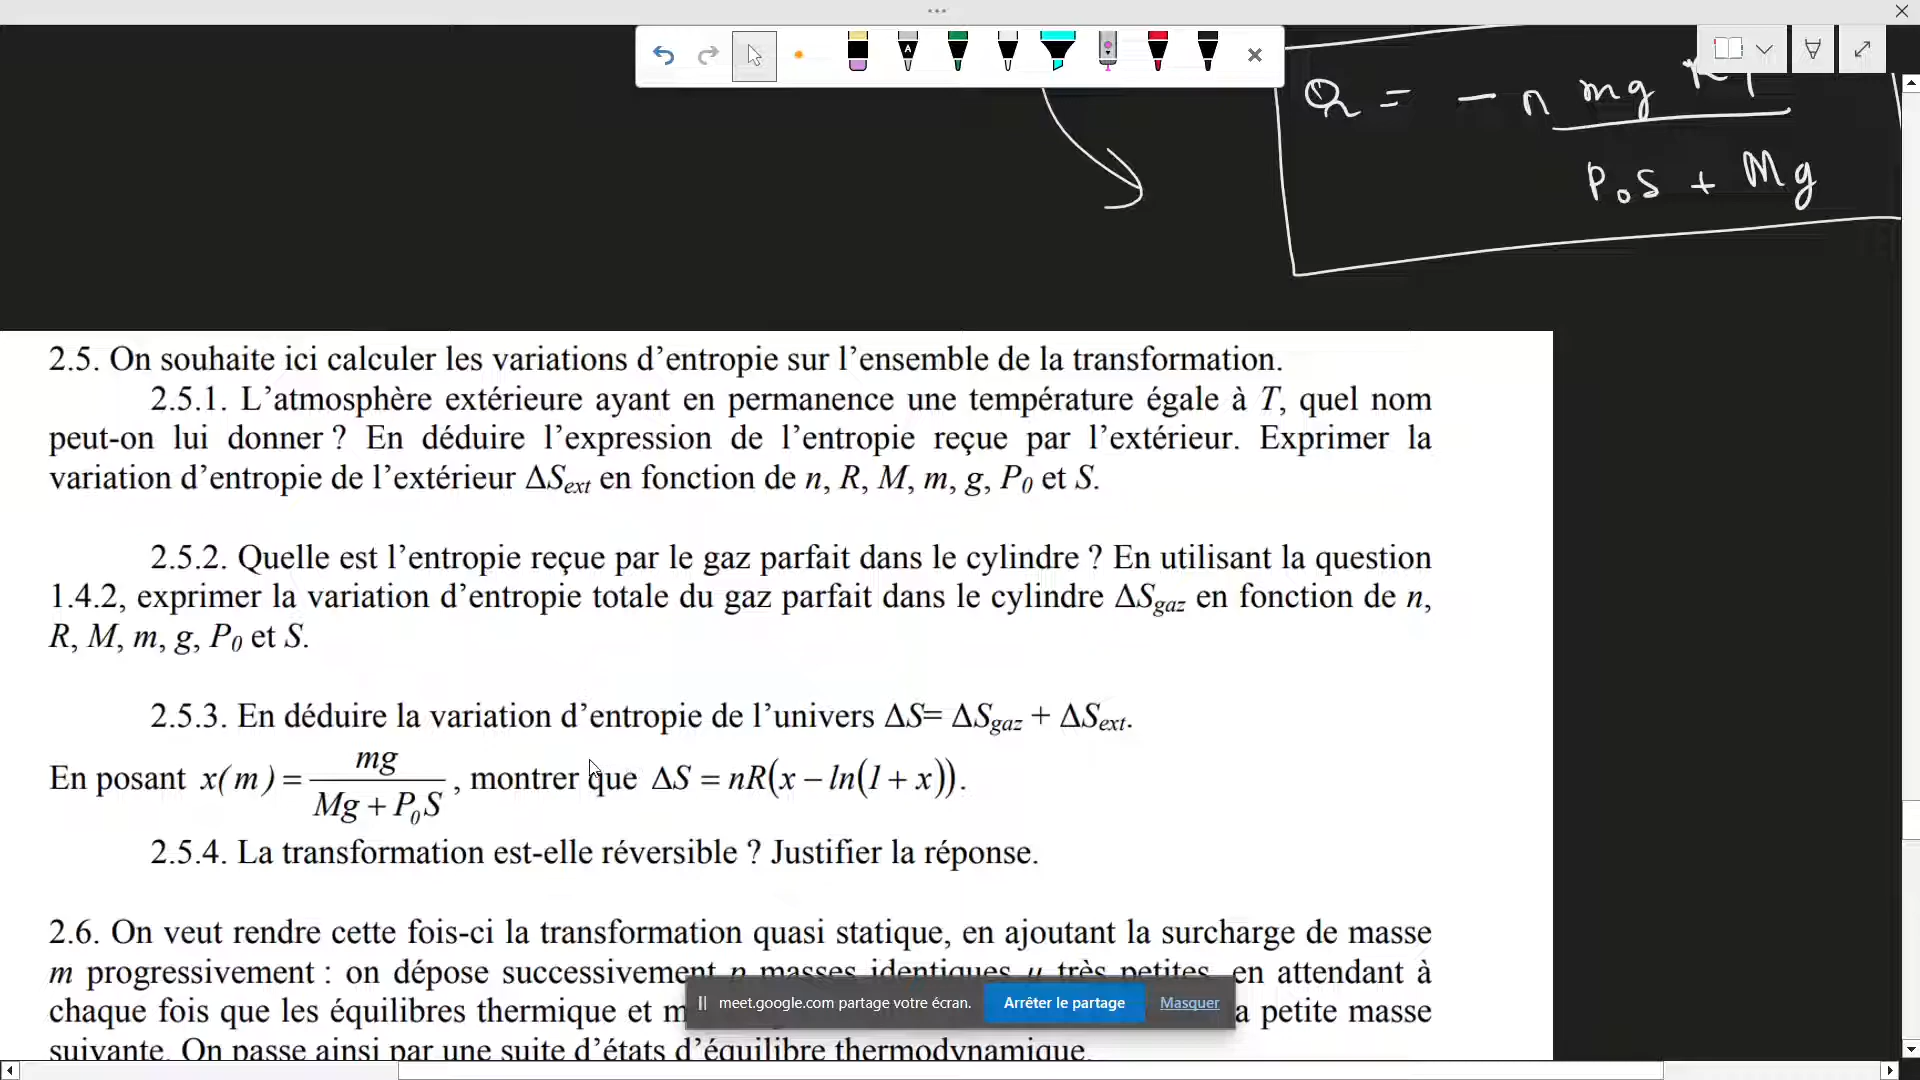 Q = - n mg
P₀S + Mg
2.5. On souhaite ici calculer les variations d’entropie sur l’ensemble de la transformation.
2.5.1. L’atmosphère extérieure ayant en permanence une température égale à T, quel nom
peut-on lui donner ? En déduire l’expression de l’entropie reçue par l’extérieur. Exprimer la
variation d’entropie de l’extérieur ΔSext en fonction de n, R, M, m, g, P0 et S.
2.5.2. Quelle est l’entropie reçue par le gaz parfait dans le cylindre ? En utilisant la question
1.4.2, exprimer la variation d’entropie totale du gaz parfait dans le cylindre ΔSgaz en fonction de n,
R, M, m, g, P0 et S.
2.5.3. En déduire la variation d’entropie de l’univers ΔS= ΔSgaz + ΔSext.
En posant x(m) = mg / (Mg + P0S) , montrer que ΔS = nR(x − ln(1 + x)).
2.5.4. La transformation est-elle réversible ? Justifier la réponse.
2.6. On veut rendre cette fois-ci la transformation quasi statique, en ajoutant la surcharge de masse
m progressivement : on dépose successivement masses identiques très petites, en attendant à
chaque fois que les équilibres thermique et a petite masse
suivante. On passe ainsi par une suite d’états d’équilibre thermodynamique.
meet.google.com partage votre écran. Arrêter le partage Masquer